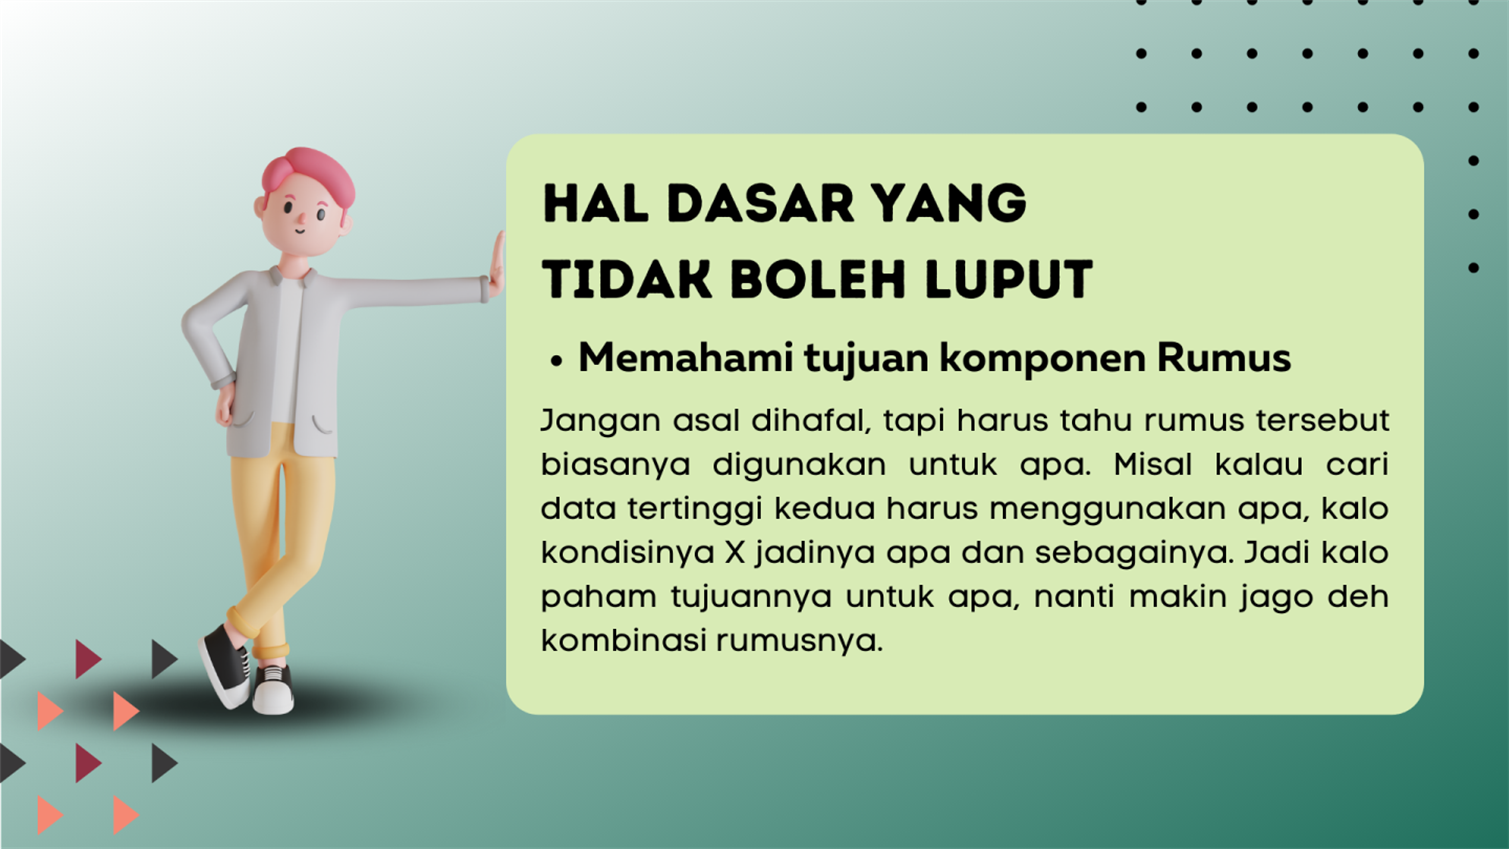 HAL DASAR YANG
TIDAK BOLEH LUPUT
• Memahami tujuan komponen Rumus
Jangan asal dihafal, tapi harus tahu rumus tersebut
biasanya digunakan untuk apa. Misal kalau cari
data tertinggi kedua harus menggunakan apa, kalo
kondisinya X jadinya apa dan sebagainya. Jadi kalo
paham tujuannya untuk apa, nanti makin jago deh
kombinasi rumusnya.